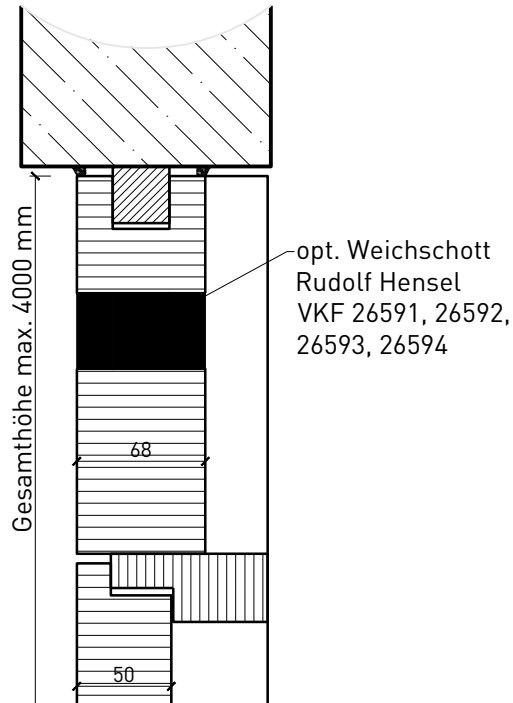 opt. Weichschott
Rudolf Hensel
VKF 26591, 26592,
26593, 26594
Gesamthöhe max. 4000 mm
68
50